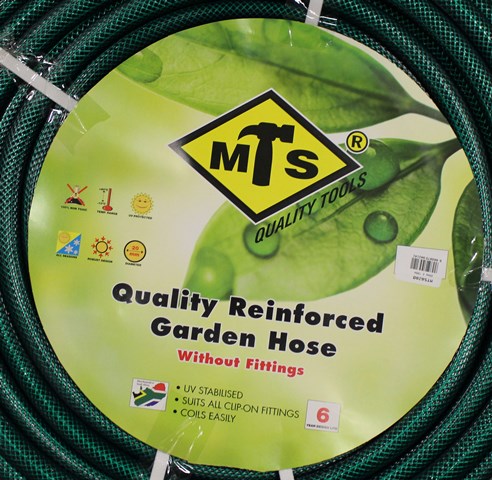 MTS
®
QUALITY TOOLS
Quality Reinforced
Garden Hose
Without Fittings
• UV STABILISED
• SUITS ALL CLIP-ON FITTINGS
• COILS EASILY
6
20